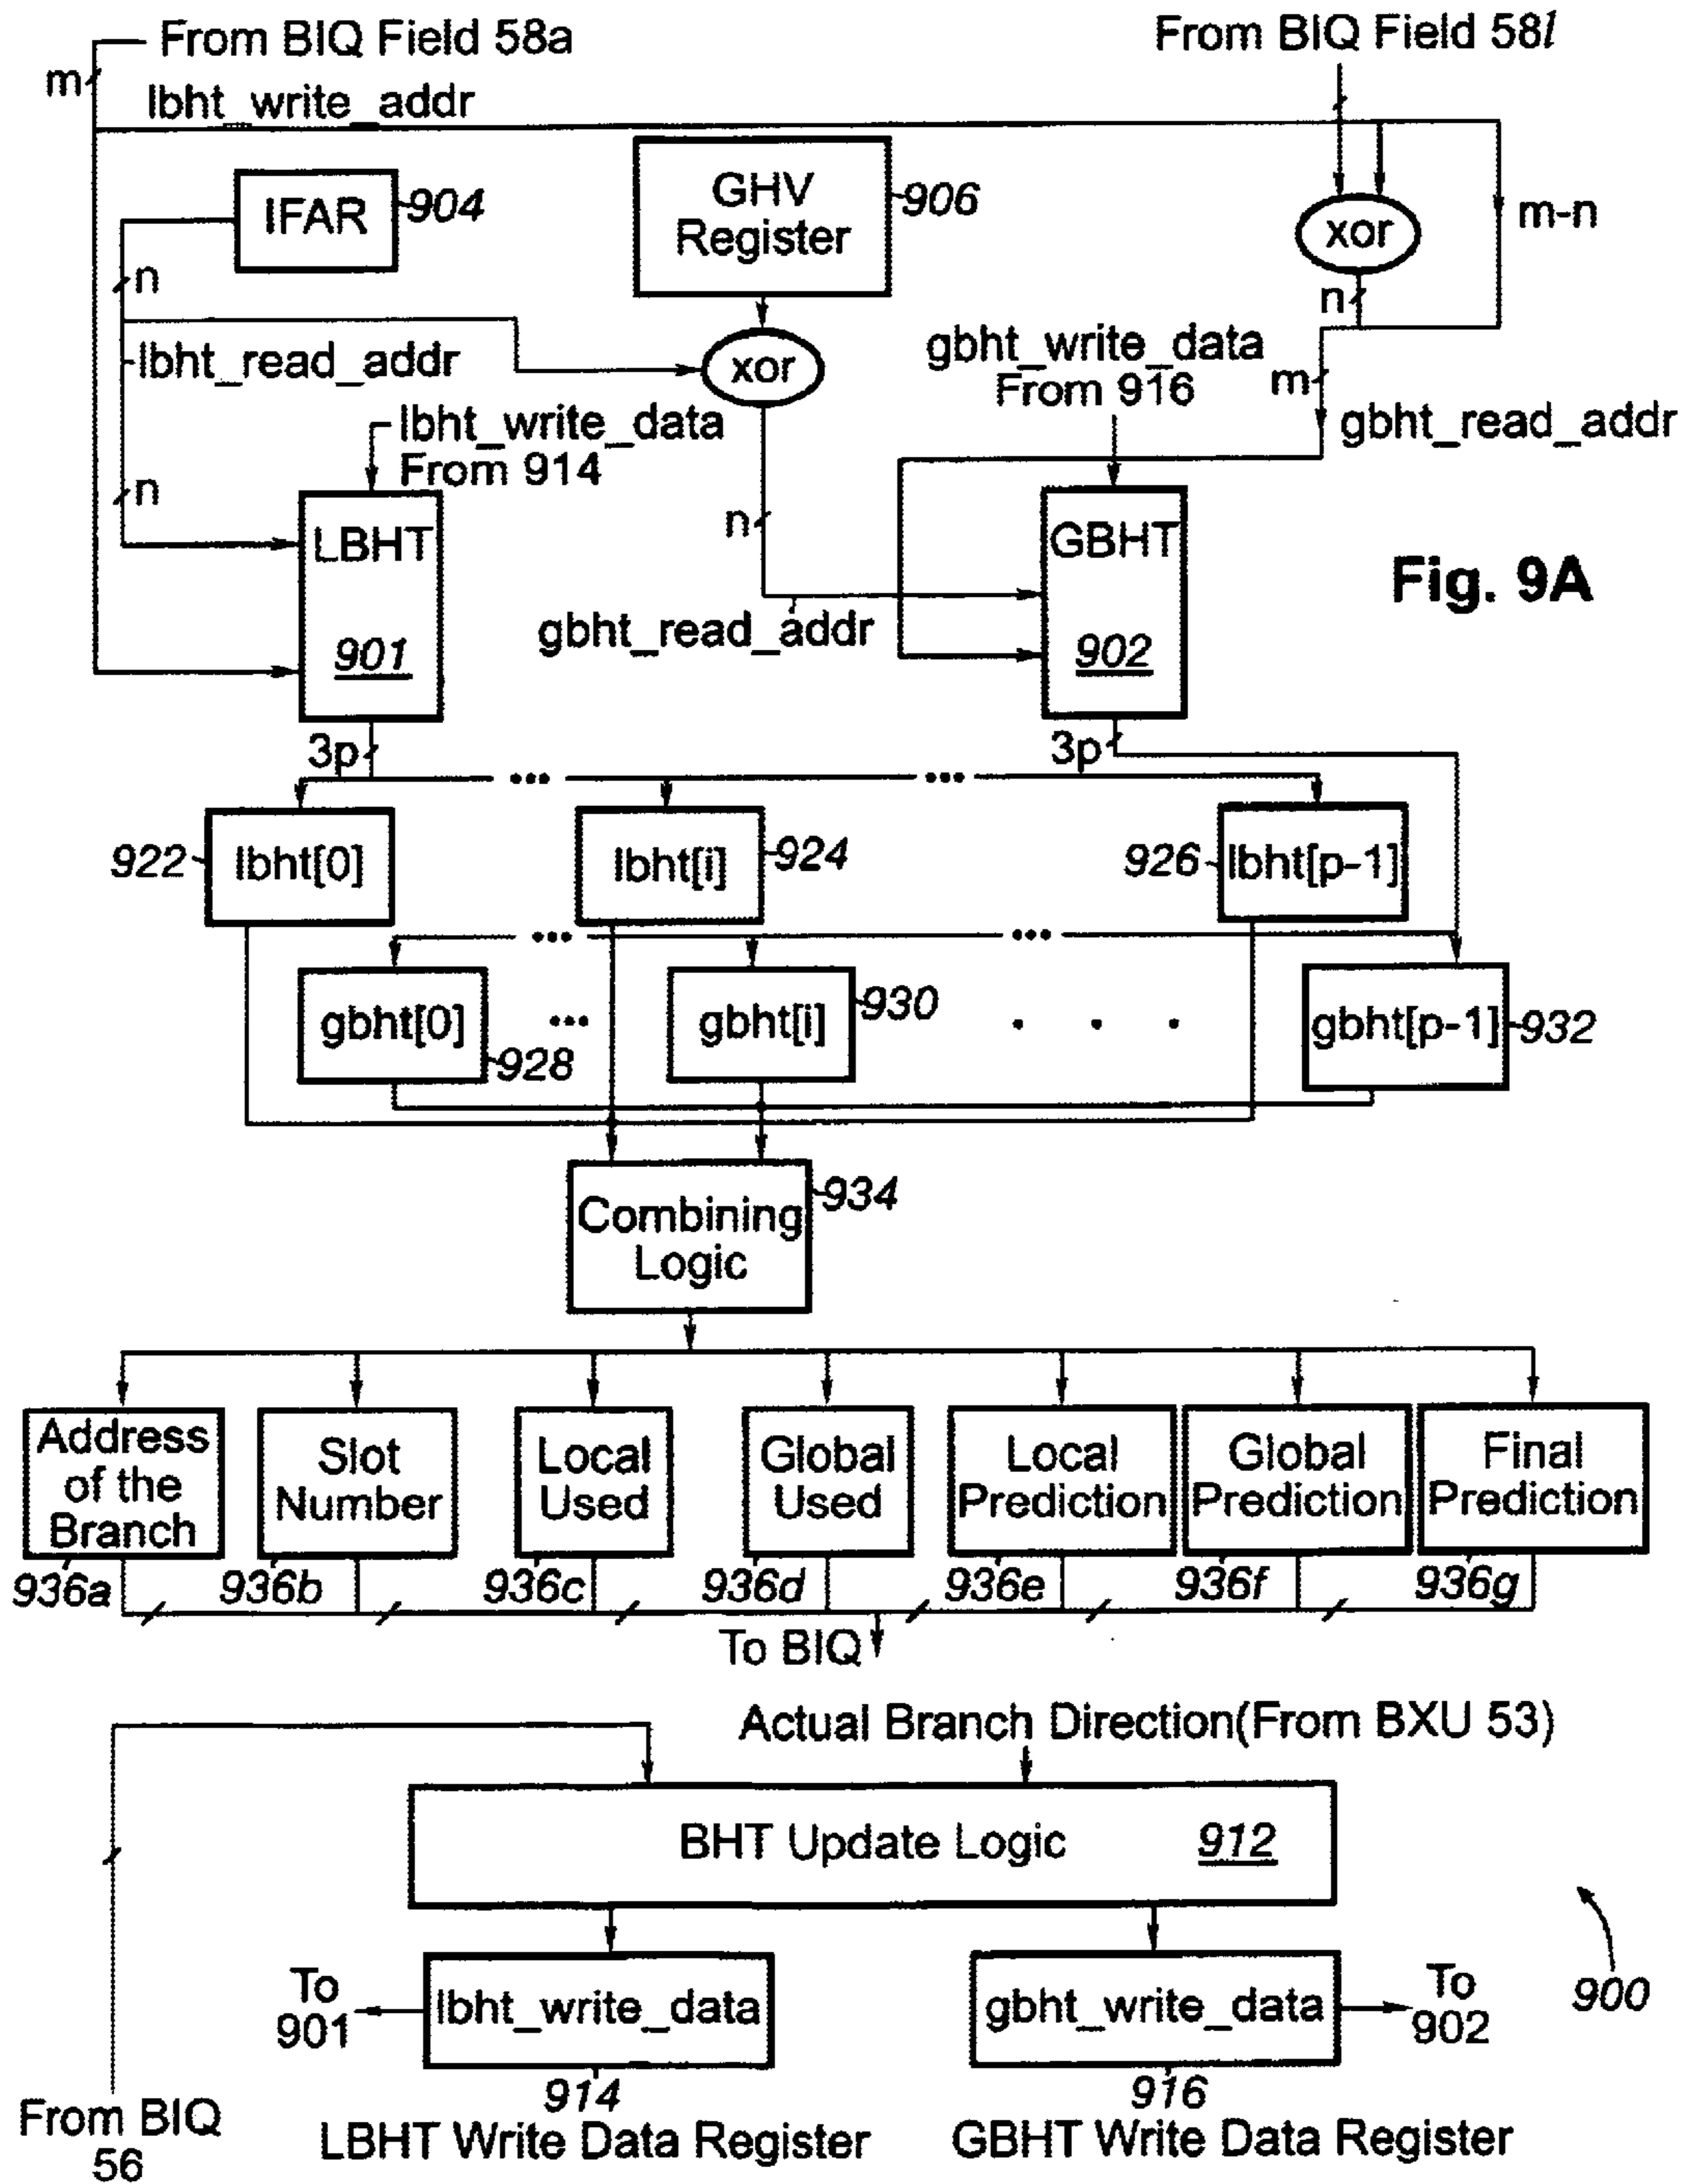 From BIQ Field 58a
From BIQ Field 58l
m
lbht_write_addr
IFAR
904
GHV
Register
906
xor
m-n
n
n
lbht_read_addr
xor
gbht_write_data
From 916
m
gbht_read_addr
lbht_write_data
From 914
n
n
LBHT
901
GBHT
902
Fig. 9A
gbht_read_addr
3p
3p
922
lbht[0]
lbht[i]
924
926
lbht[p-1]
gbht[0]
928
gbht[i]
930
gbht[p-1]
932
Combining
Logic
934
Address
of the
Branch
Slot
Number
Local
Used
Global
Used
Local
Prediction
Global
Prediction
Final
Prediction
936a
936b
936c
936d
936e
936f
936g
To BIQ
Actual Branch Direction(From BXU 53)
BHT Update Logic
912
To
901
lbht_write_data
gbht_write_data
To
902
900
914
LBHT Write Data Register
916
GBHT Write Data Register
From BIQ
56